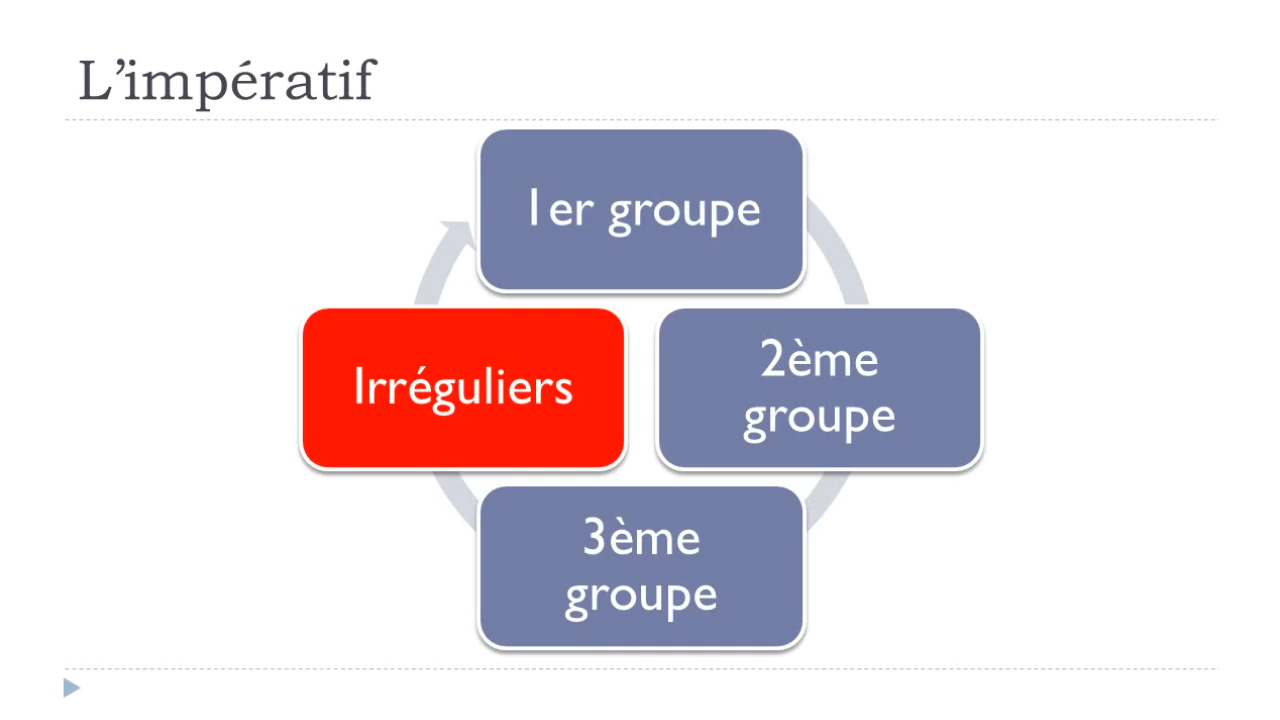 L’impératif
1er groupe
2ème
groupe
3ème
groupe
Irréguliers